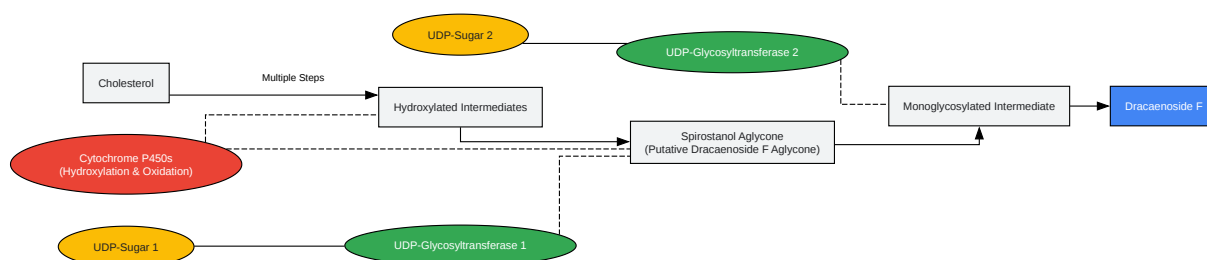 UDP-Sugar 2
UDP-Glycosyltransferase 2
Cholesterol
Multiple Steps
Hydroxylated Intermediates
Monoglycosylated Intermediate
Dracaenoside F
Spirostanol Aglycone
(Putative Dracaenoside F Aglycone)
Cytochrome P450s
(Hydroxylation & Oxidation)
UDP-Sugar 1
UDP-Glycosyltransferase 1